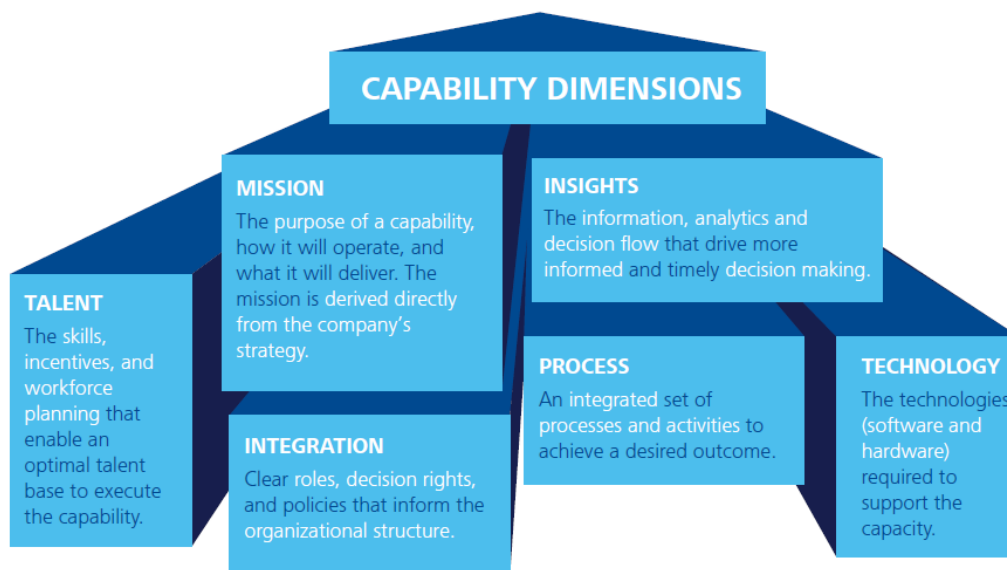 CAPABILITY DIMENSIONS
MISSION
The purpose of a capability,
how it will operate, and
what it will deliver. The
mission is derived directly
from the company's
strategy.
INSIGHTS
The information, analytics and
decision flow that drive more
informed and timely decision making.
TALENT
The skills,
incentives, and
workforce
planning that
enable an
optimal talent
base to execute
the capability.
INTEGRATION
Clear roles, decision rights,
and policies that inform the
organizational structure.
PROCESS
An integrated set of
processes and activities to
achieve a desired outcome.
TECHNOLOGY
The technologies
(software and
hardware)
required to
support the
capacity.